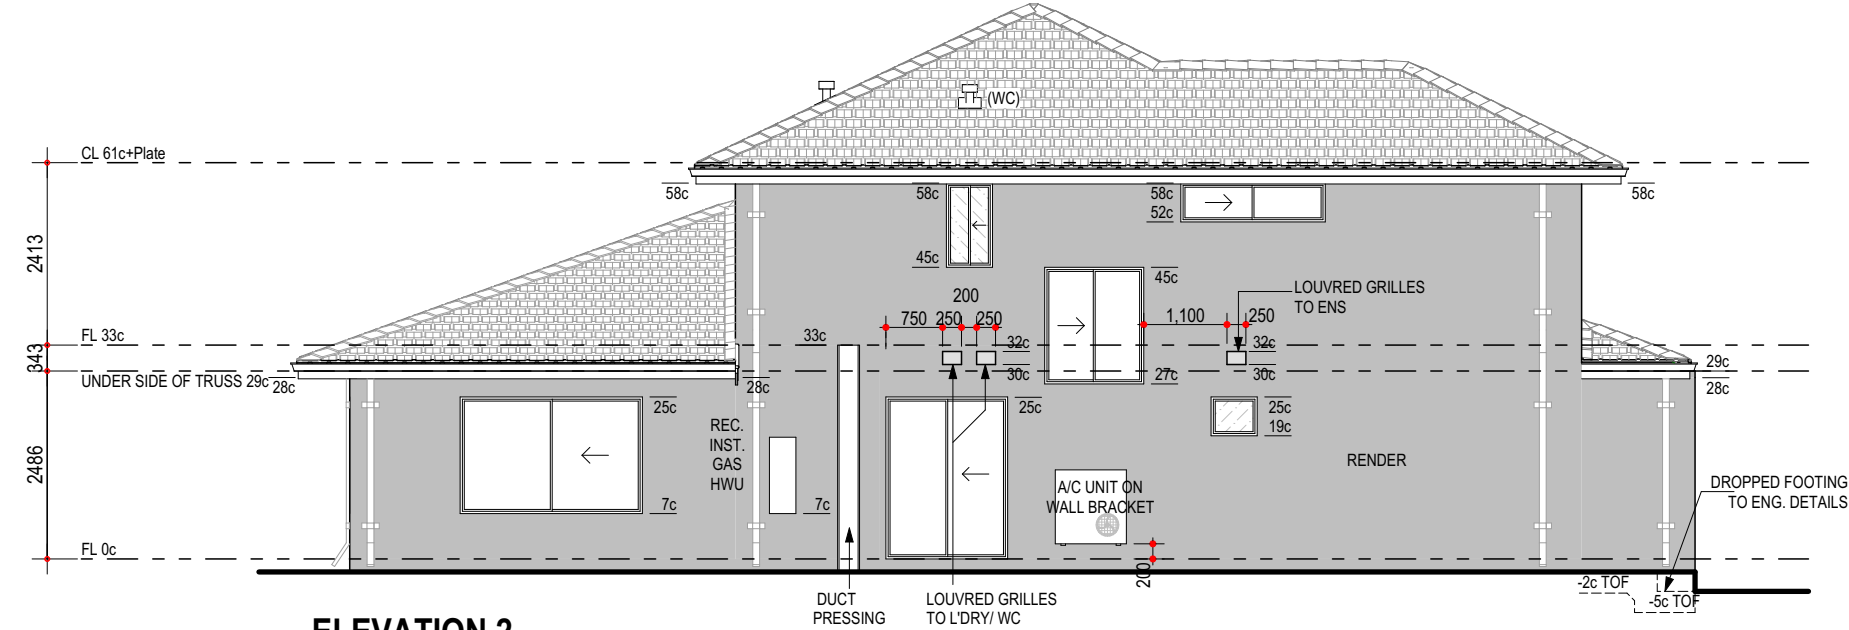 (WC)
CL 61c+Plate
58c
58c
58c
58c
52c
2413
45c
45c
LOUVRED GRILLES
TO ENS
200
750
250
250
1,100
250
FL 33c
33c
32c
32c
343
UNDER SIDE OF TRUSS 29c
28c
28c
30c
27c
30c
29c
28c
25c
25c
25c
19c
REC.
INST.
GAS
HWU
RENDER
2486
A/C UNIT ON
WALL BRACKET
DROPPED FOOTING
TO ENG. DETAILS
7c
7c
FL 0c
200
-2c TOF
-5c TOF
DUCT
PRESSING
LOUVRED GRILLES
TO L'DRY/ WC
ELEVATION 2